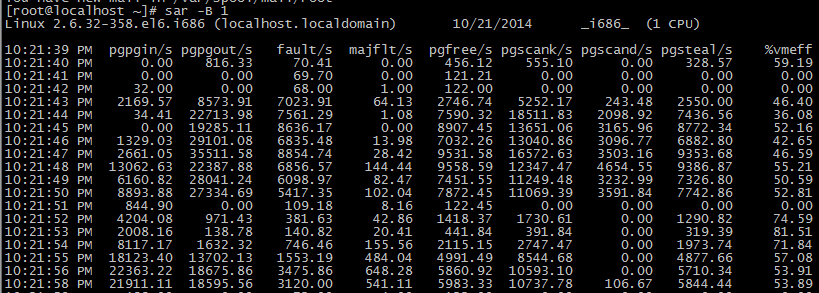 [root@localhost ~]# sar -B 1
Linux 2.6.32-358.el6.i686 (localhost.localdomain) 10/21/2014 _i686_ (1 CPU)
10:21:39 PM pgpgin/s pgpgout/s fault/s majflt/s pgfree/s pgscank/s pgscand/s pgsteal/s %vmeff
10:21:40 PM 0.00 816.33 70.41 0.00 456.12 555.10 0.00 328.57 59.19
10:21:41 PM 0.00 0.00 69.70 0.00 121.21 0.00 0.00 0.00 0.00
10:21:42 PM 32.00 0.00 68.00 1.00 122.00 0.00 0.00 0.00 0.00
10:21:43 PM 2169.57 8573.91 7023.91 64.13 2746.74 5252.17 243.48 2550.00 46.40
10:21:44 PM 34.41 22713.98 7561.29 1.08 7590.32 18511.83 2098.92 7436.56 36.08
10:21:45 PM 0.00 19285.11 8636.17 0.00 8907.45 13651.06 3165.96 8772.34 52.16
10:21:46 PM 1329.03 29101.08 6835.48 13.98 7032.26 13040.86 3096.77 6882.80 42.65
10:21:47 PM 2661.05 35511.58 8854.74 28.42 9531.58 16572.63 3503.16 9353.68 46.59
10:21:48 PM 13062.63 22387.88 6856.57 144.44 9558.59 12347.47 4654.55 9386.87 55.21
10:21:49 PM 6160.82 28041.24 6098.97 82.47 7451.55 11249.48 3232.99 7326.80 50.59
10:21:50 PM 8893.88 27334.69 5417.35 102.04 7872.45 11069.39 3591.84 7742.86 52.81
10:21:51 PM 844.90 0.00 109.18 8.16 122.45 0.00 0.00 0.00 0.00
10:21:52 PM 4204.08 971.43 381.63 42.86 1418.37 1730.61 0.00 1290.82 74.59
10:21:53 PM 2008.16 138.78 140.82 20.41 441.84 391.84 0.00 319.39 81.51
10:21:54 PM 8117.17 1632.32 746.46 155.56 2115.15 2747.47 0.00 1973.74 71.84
10:21:55 PM 18123.40 13702.13 1553.19 484.04 4991.49 8544.68 0.00 4877.66 57.08
10:21:56 PM 22363.22 18675.86 3475.86 648.28 5860.92 10593.10 0.00 5710.34 53.91
10:21:58 PM 21911.11 18595.56 3120.00 541.11 5983.33 10737.78 106.67 5844.44 53.89